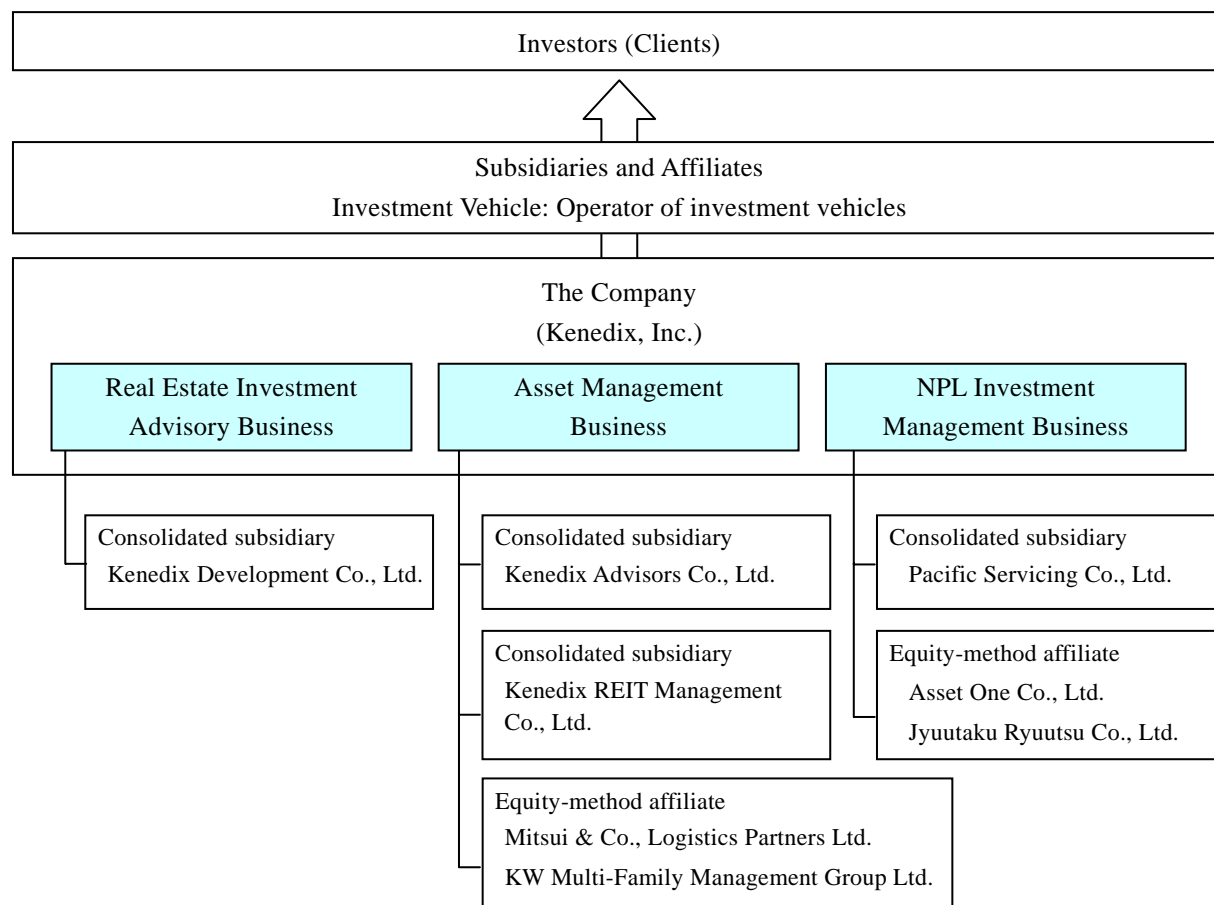 Investors (Clients)
Subsidiaries and Affiliates
Investment Vehicle: Operator of investment vehicles
The Company
(Kenedix, Inc.)
Real Estate Investment
Advisory Business
Asset Management
Business
NPL Investment
Management Business
Consolidated subsidiary
Kenedix Development Co., Ltd.
Consolidated subsidiary
Kenedix Advisors Co., Ltd.
Consolidated subsidiary
Pacific Servicing Co., Ltd.
Consolidated subsidiary
Kenedix REIT Management
Co., Ltd.
Equity-method affiliate
Asset One Co., Ltd.
Jyuutaku Ryuutsu Co., Ltd.
Equity-method affiliate
Mitsui & Co., Logistics Partners Ltd.
KW Multi-Family Management Group Ltd.